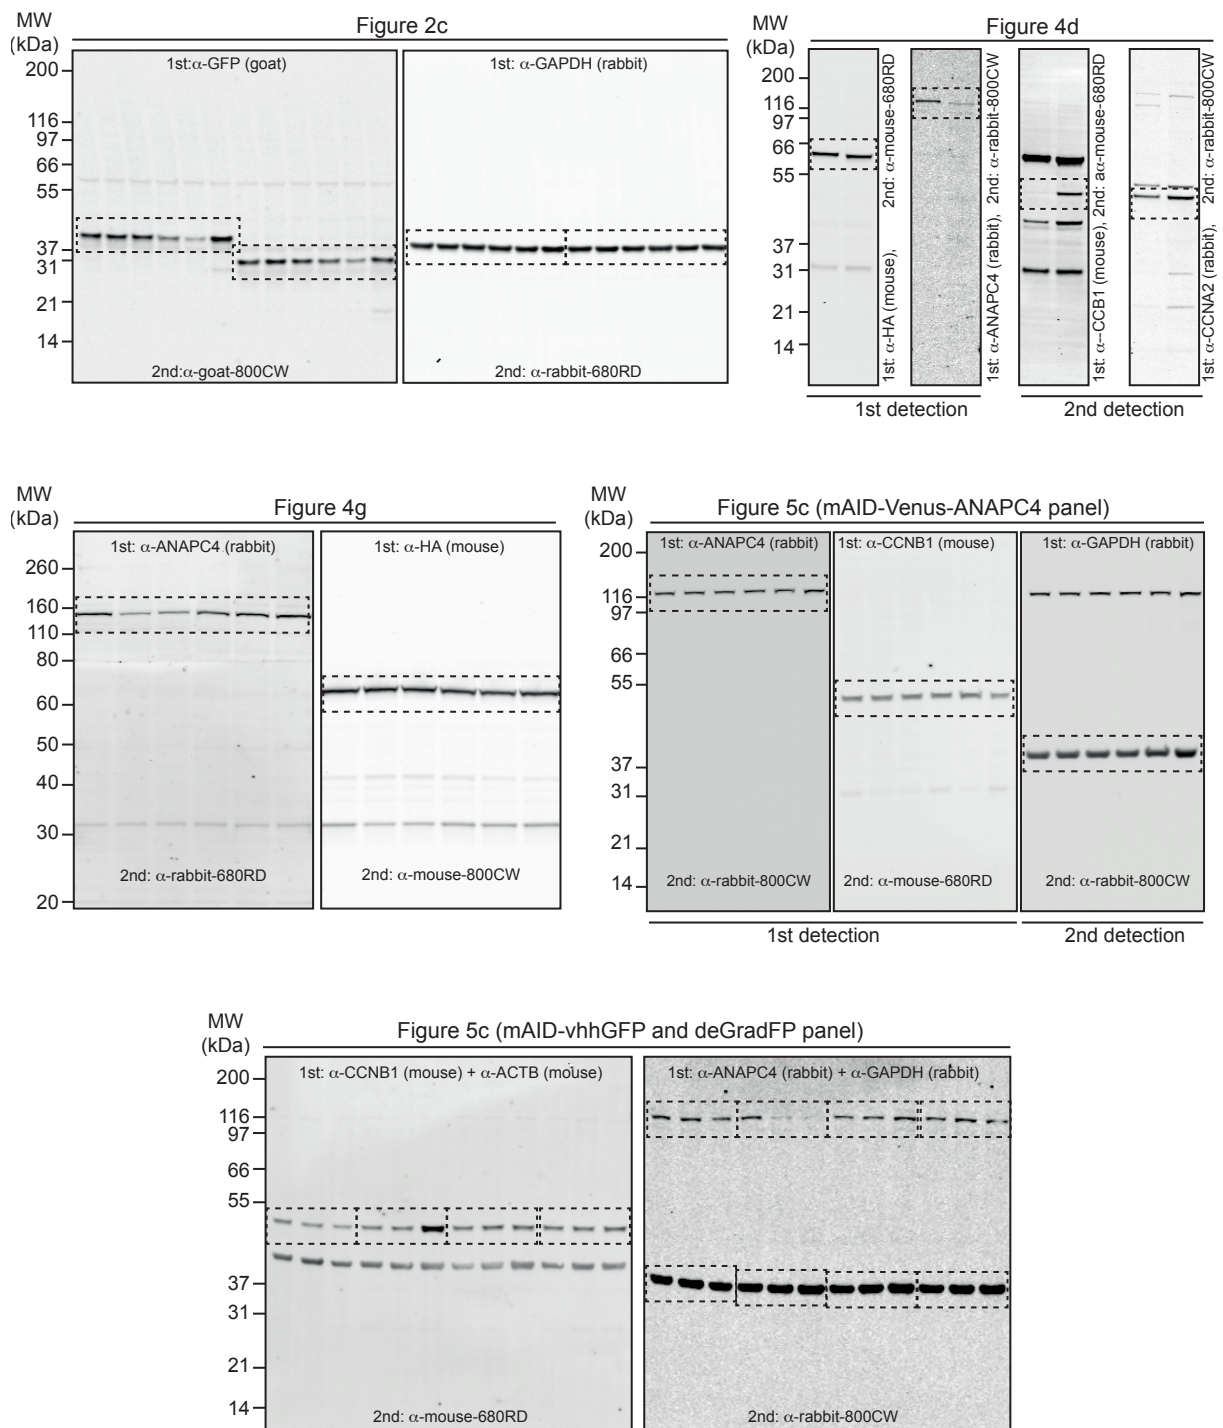 Figure 2c
MW
(kDa)
200
116
97
66
55
37
31
21
14
1st:α-GFP (goat)
2nd:α-goat-800CW
1st: α-GAPDH (rabbit)
2nd: α-rabbit-680RD
Figure 4d
MW
(kDa)
200
116
97
66
55
37
31
21
14
1st: α-HA (mouse), 2nd: α-mouse-680RD
1st: α-ANAPC4 (rabbit), 2nd: α-rabbit-800CW
1st: α--CCB1 (mouse), 2nd: aα-mouse-680RD
1st: α-CCNA2 (rabbit), 2nd: α-rabbit-800CW
1st detection
2nd detection
Figure 4g
MW
(kDa)
260
160
110
80
60
50
40
30
20
1st: α-ANAPC4 (rabbit)
2nd: α-rabbit-680RD
1st: α-HA (mouse)
2nd: α-mouse-800CW
Figure 5c (mAID-Venus-ANAPC4 panel)
MW
(kDa)
200
116
97
66
55
37
31
21
14
1st: α-ANAPC4 (rabbit)
2nd: α-rabbit-800CW
1st: α-CCNB1 (mouse)
2nd: α-mouse-680RD
1st: α-GAPDH (rabbit)
2nd: α-rabbit-800CW
1st detection
2nd detection
Figure 5c (mAID-vhhGFP and deGradFP panel)
MW
(kDa)
200
116
97
66
55
37
31
21
14
1st: α-CCNB1 (mouse) + α-ACTB (mouse)
2nd: α-mouse-680RD
1st: α-ANAPC4 (rabbit) + α-GAPDH (rabbit)
2nd: α-rabbit-800CW